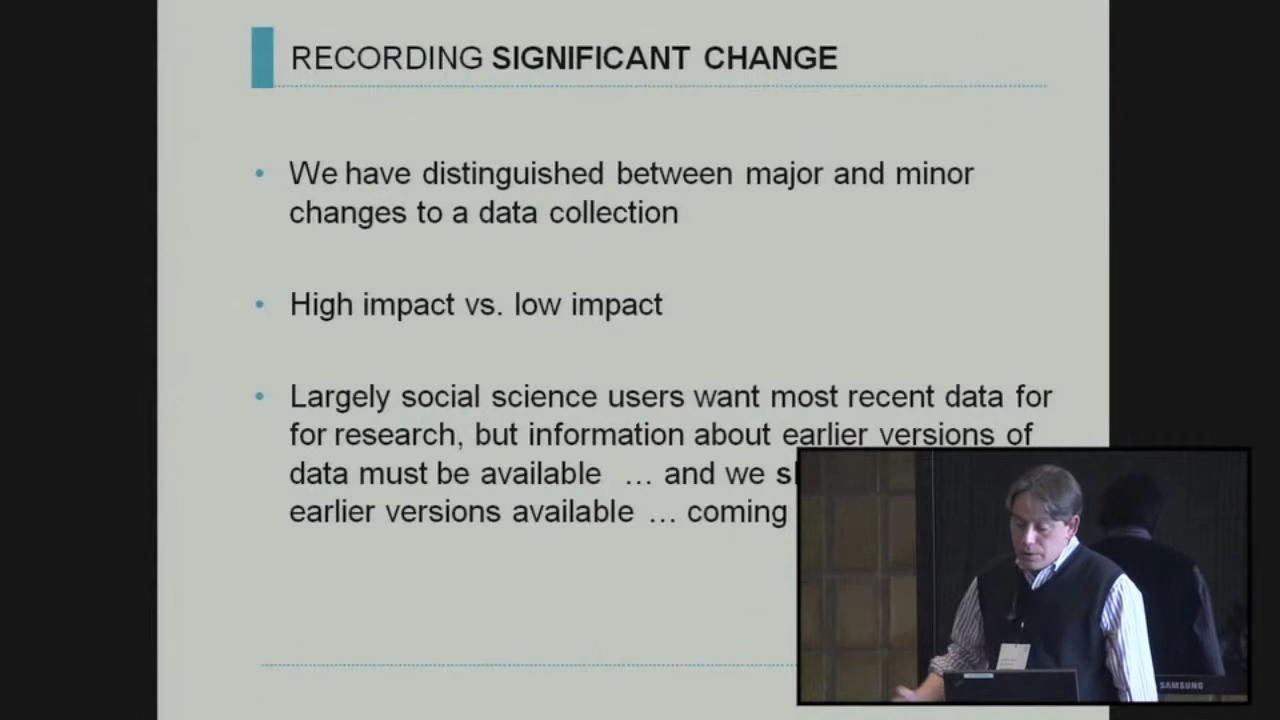 RECORDING SIGNIFICANT CHANGE
• We have distinguished between major and minor
changes to a data collection
• High impact vs. low impact
• Largely social science users want most recent data for
for research, but information about earlier versions of
data must be available … and we
earlier versions available … coming
SAMSUNG